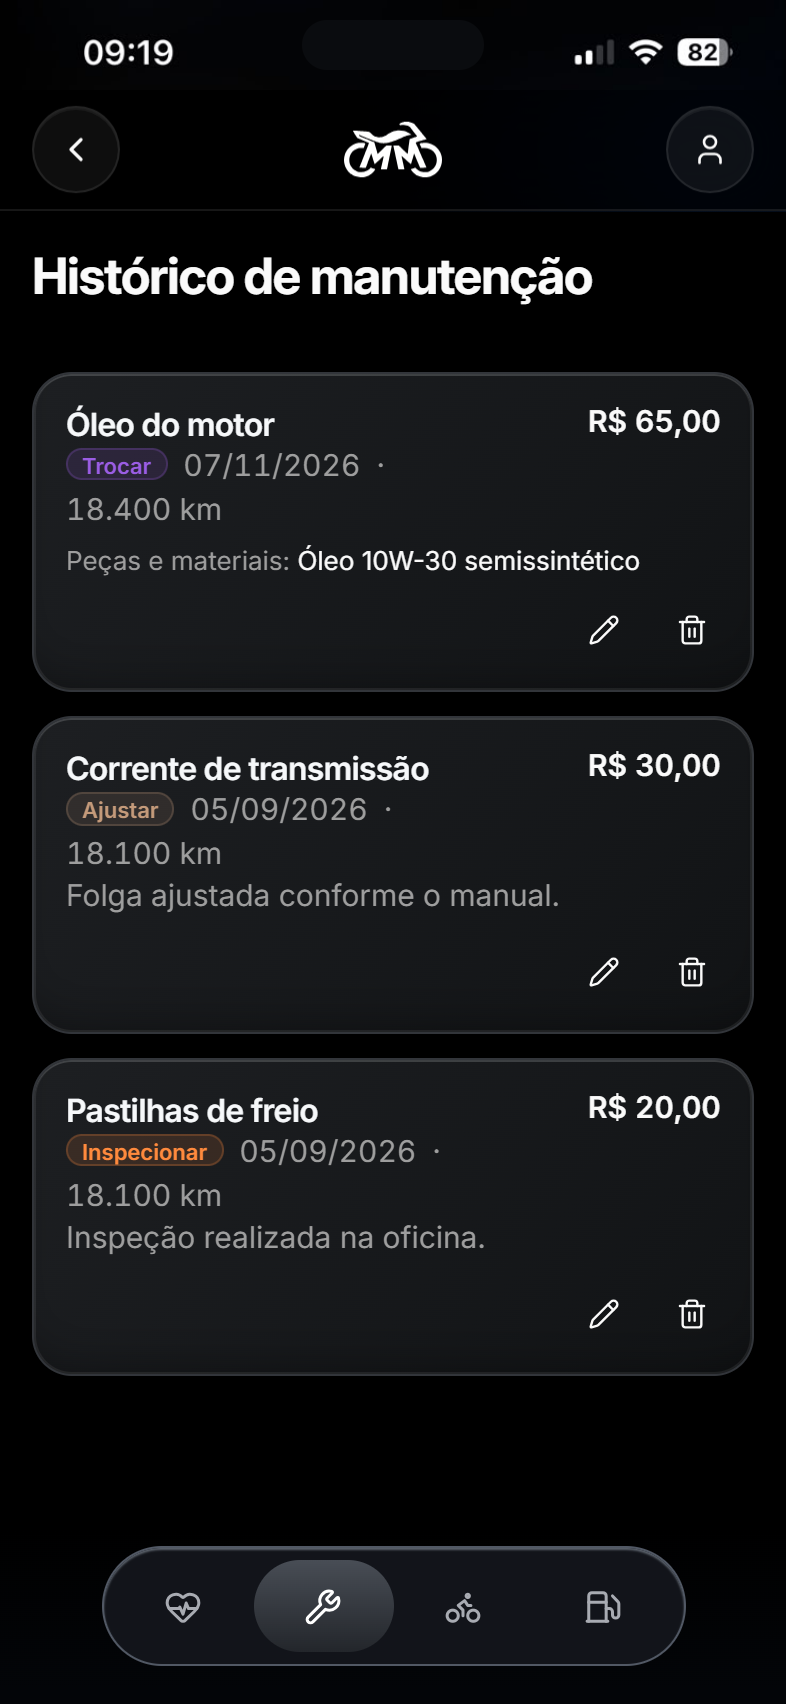 09:19
82
MM
Histórico de manutenção
Óleo do motor
R$ 65,00
Trocar 07/11/2026 ·
18.400 km
Peças e materiais: Óleo 10W-30 semissintético
Corrente de transmissão
R$ 30,00
Ajustar 05/09/2026 ·
18.100 km
Folga ajustada conforme o manual.
Pastilhas de freio
R$ 20,00
Inspecionar 05/09/2026 ·
18.100 km
Inspeção realizada na oficina.